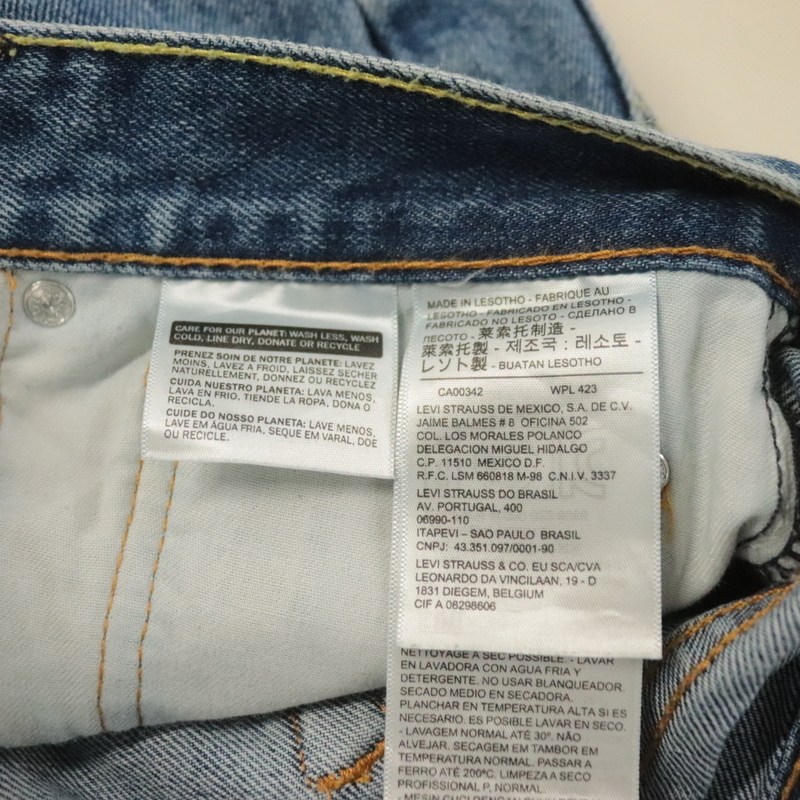 CARE FOR OUR PLANET: WASH LESS, WASH
COLD, LINE DRY, DONATE OR RECYCLE
PRENEZ SOIN DE NOTRE PLANETE: LAVEZ
MOINS, LAVEZ A FROID, LAISSEZ SECHER
NATURELLEMENT, DONNEZ OU RECYCLEZ
CUIDA NUESTRO PLANETA: LAVA MENOS,
LAVA EN FRIO, TIENDE LA ROPA, DONA O
RECICLA.
CUIDE DO NOSSO PLANETA: LAVE MENOS,
LAVE EM ÁGUA FRIA, SEQUE EM VARAL, DOE
OU RECICLE.
MADE IN LESOTHO - FABRIQUE AU
LESOTHO - FABRICADO EN LESOTHO -
FABRICADO NO LESOTO - СДЕЛАНО В
ЛЕСОТО - 莱索托制造 -
萊索托製 - 제조국 : 레소토 -
レソト製 - BUATAN LESOTHO
CA00342 WPL 423
LEVI STRAUSS DE MEXICO, S.A. DE C.V.
JAIME BALMES # 8 OFICINA 502
COL. LOS MORALES POLANCO
DELEGACION MIGUEL HIDALGO
C.P. 11510 MEXICO D.F.
R.F.C. LSM 660818 M-98 C.N.I.V. 3337
LEVI STRAUSS DO BRASIL
AV. PORTUGAL, 400
06990-110
ITAPEVI – SAO PAULO BRASIL
CNPJ: 43.351.097/0001-90
LEVI STRAUSS & CO. EU SCA/CVA
LEONARDO DA VINCILAAN, 19 - D
1831 DIEGEM, BELGIUM
CIF A 08298606
NETTOYAGE A SEC POSSIBLE. - LAVAR
EN LAVADORA CON AGUA FRIA Y
DETERGENTE. NO USAR BLANQUEADOR.
SECADO MEDIO EN SECADORA.
PLANCHAR EN TEMPERATURA ALTA SI ES
NECESARIO. ES POSIBLE LAVAR EN SECO.
- LAVAGEM NORMAL ATÉ 30º. NÃO
ALVEJAR. SECAGEM EM TAMBOR EM
TEMPERATURA NORMAL. PASSAR A
FERRO ATÉ 200ºC. LIMPEZA A SECO
PROFISSIONAL P, NORMAL.
- MESIN CUCI DENGAN